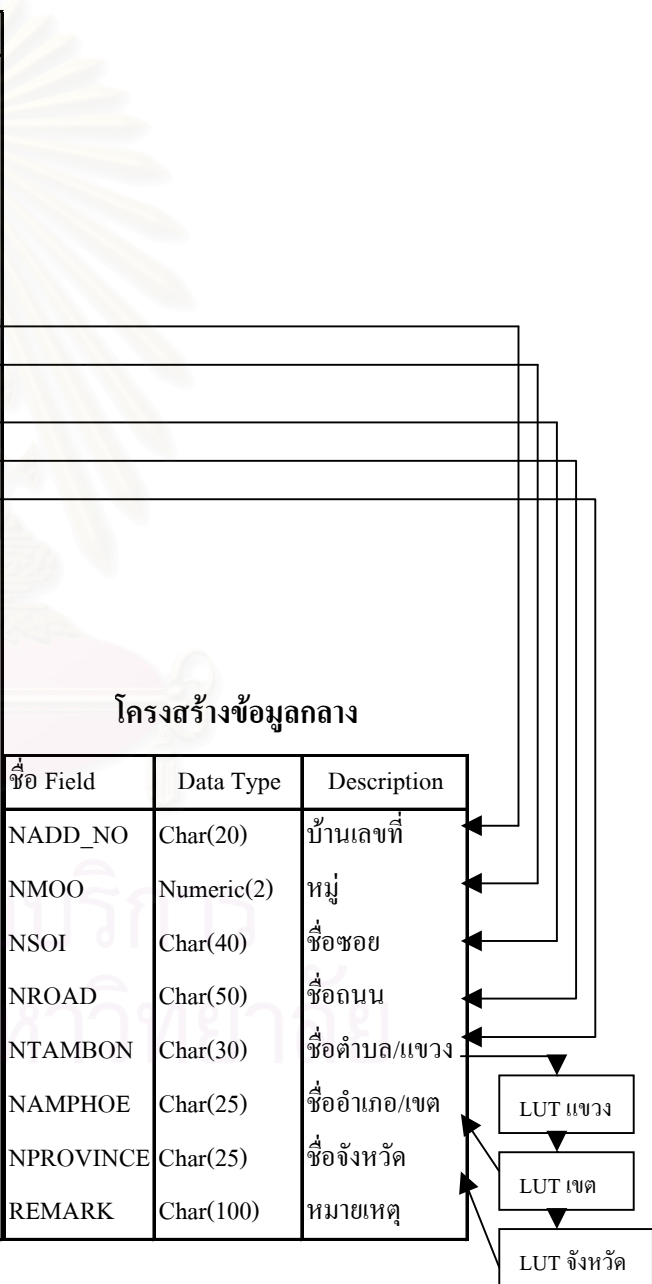 โครงสร้างข้อมูลกลาง
ชื่อ Field Data Type Description
NADD_NO Char(20) บ้านเลขที่
NMOO Numeric(2) หมู่
NSOI Char(40) ชื่อซอย
NROAD Char(50) ชื่อถนน
NTAMBON Char(30) ชื่อตำบล/แขวง
NAMPHOE Char(25) ชื่ออำเภอ/เขต
NPROVINCE Char(25) ชื่อจังหวัด
REMARK Char(100) หมายเหตุ
LUT แขวง
LUT เขต
LUT จังหวัด